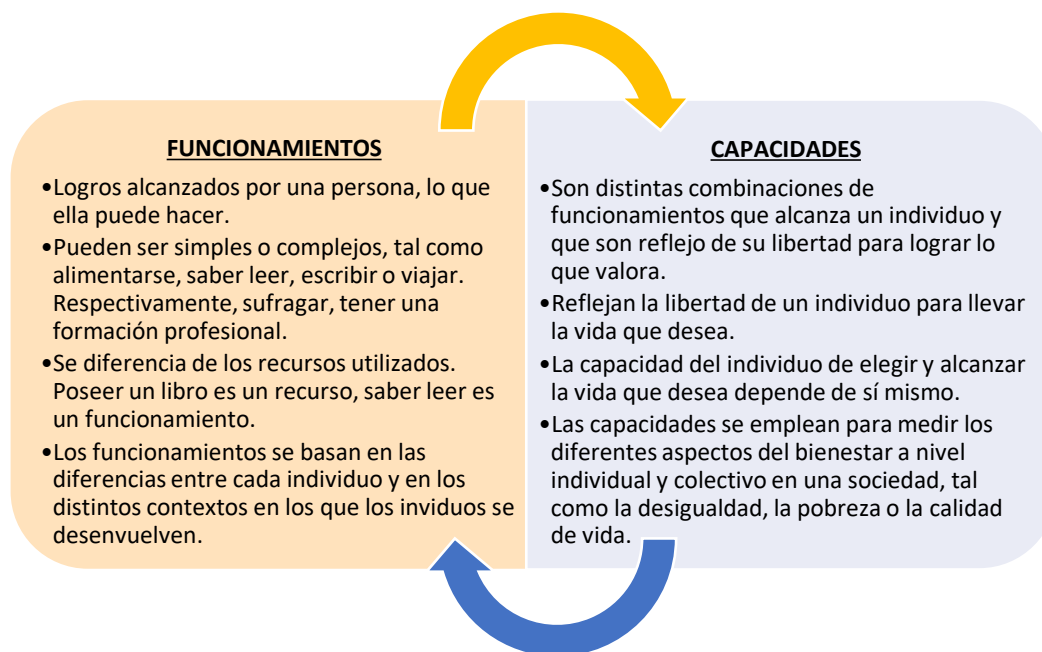 FUNCIONAMIENTOS
•Logros alcanzados por una persona, lo que
ella puede hacer.
•Pueden ser simples o complejos, tal como
alimentarse, saber leer, escribir o viajar.
Respectivamente, sufragar, tener una
formación profesional.
•Se diferencia de los recursos utilizados.
Poseer un libro es un recurso, saber leer es
un funcionamiento.
•Los funcionamientos se basan en las
diferencias entre cada individuo y en los
distintos contextos en los que los inviduos se
desenvuelven.
CAPACIDADES
•Son distintas combinaciones de
funcionamientos que alcanza un individuo y
que son reflejo de su libertad para lograr lo
que valora.
•Reflejan la libertad de un individuo para llevar
la vida que desea.
•La capacidad del individuo de elegir y alcanzar
la vida que desea depende de sí mismo.
•Las capacidades se emplean para medir los
diferentes aspectos del bienestar a nivel
individual y colectivo en una sociedad, tal
como la desigualdad, la pobreza o la calidad
de vida.